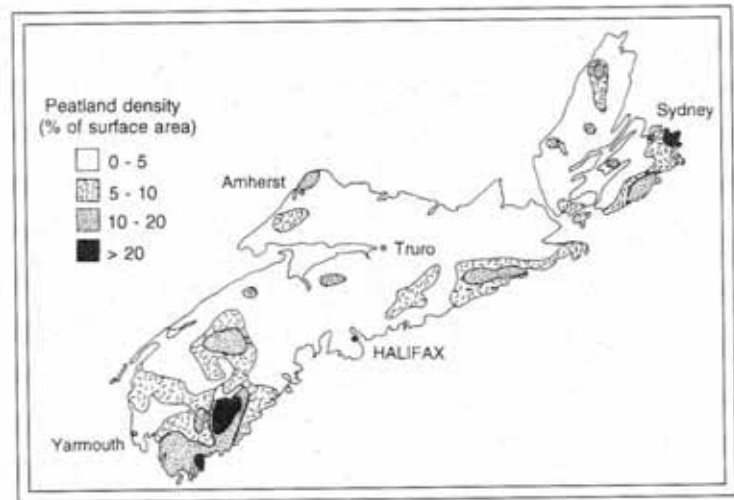 Peatland density
(% of surface area)
0 - 5
5 - 10
10 - 20
> 20
Sydney
Amherst
Truro
HALIFAX
Yarmouth